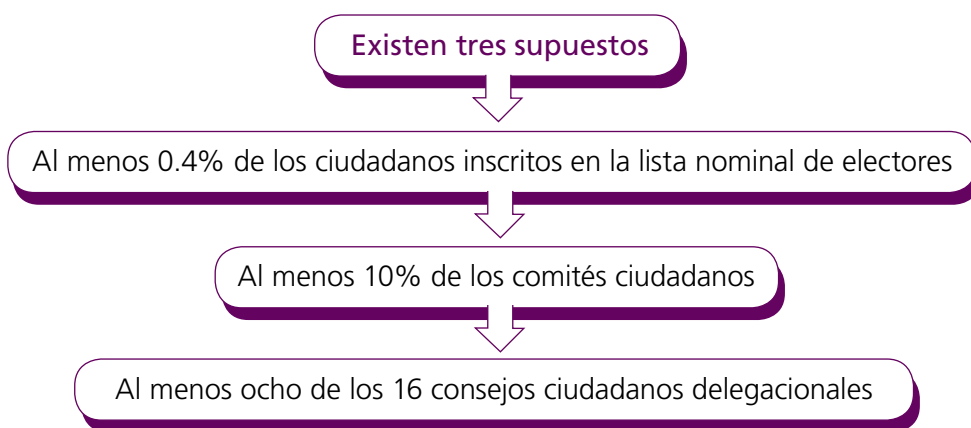 Existen tres supuestos
Al menos 0.4% de los ciudadanos inscritos en la lista nominal de electores
Al menos 10% de los comités ciudadanos
Al menos ocho de los 16 consejos ciudadanos delegacionales